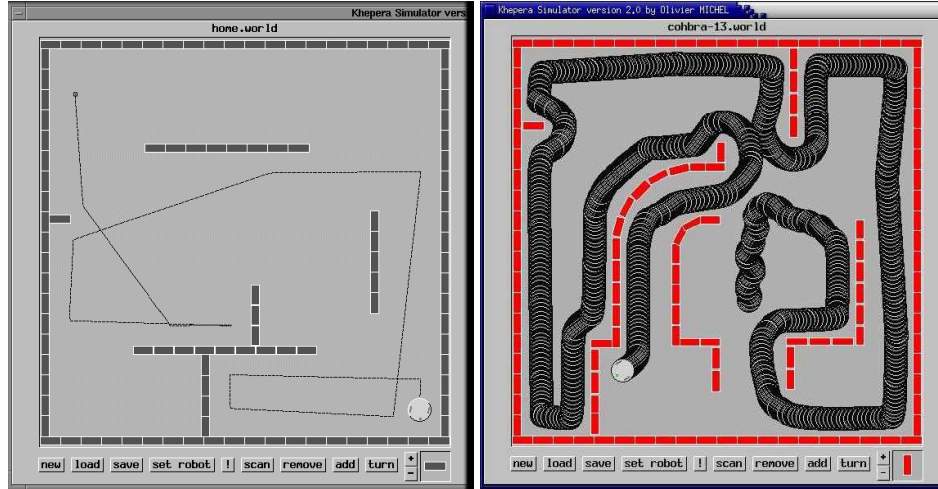 Khepera Simulator vers
home.world
new load save set robot ! scan remove add turn + -
Khepera Simulator version 2.0 by Olivier MICHEL
cohbra-13.world
new load save set robot ! scan remove add turn + -